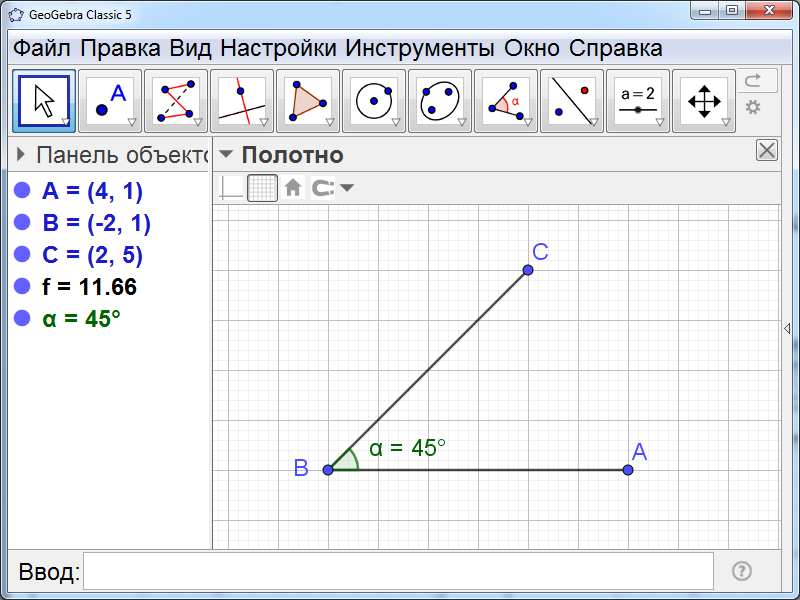 GeoGebra Classic 5
Файл Правка Вид Настройки Инструменты Окно Справка
A
α
a=2
Панель объекто
Полотно
A = (4, 1)
B = (-2, 1)
C = (2, 5)
f = 11.66
α = 45°
C
α = 45°
B
A
Ввод:
?